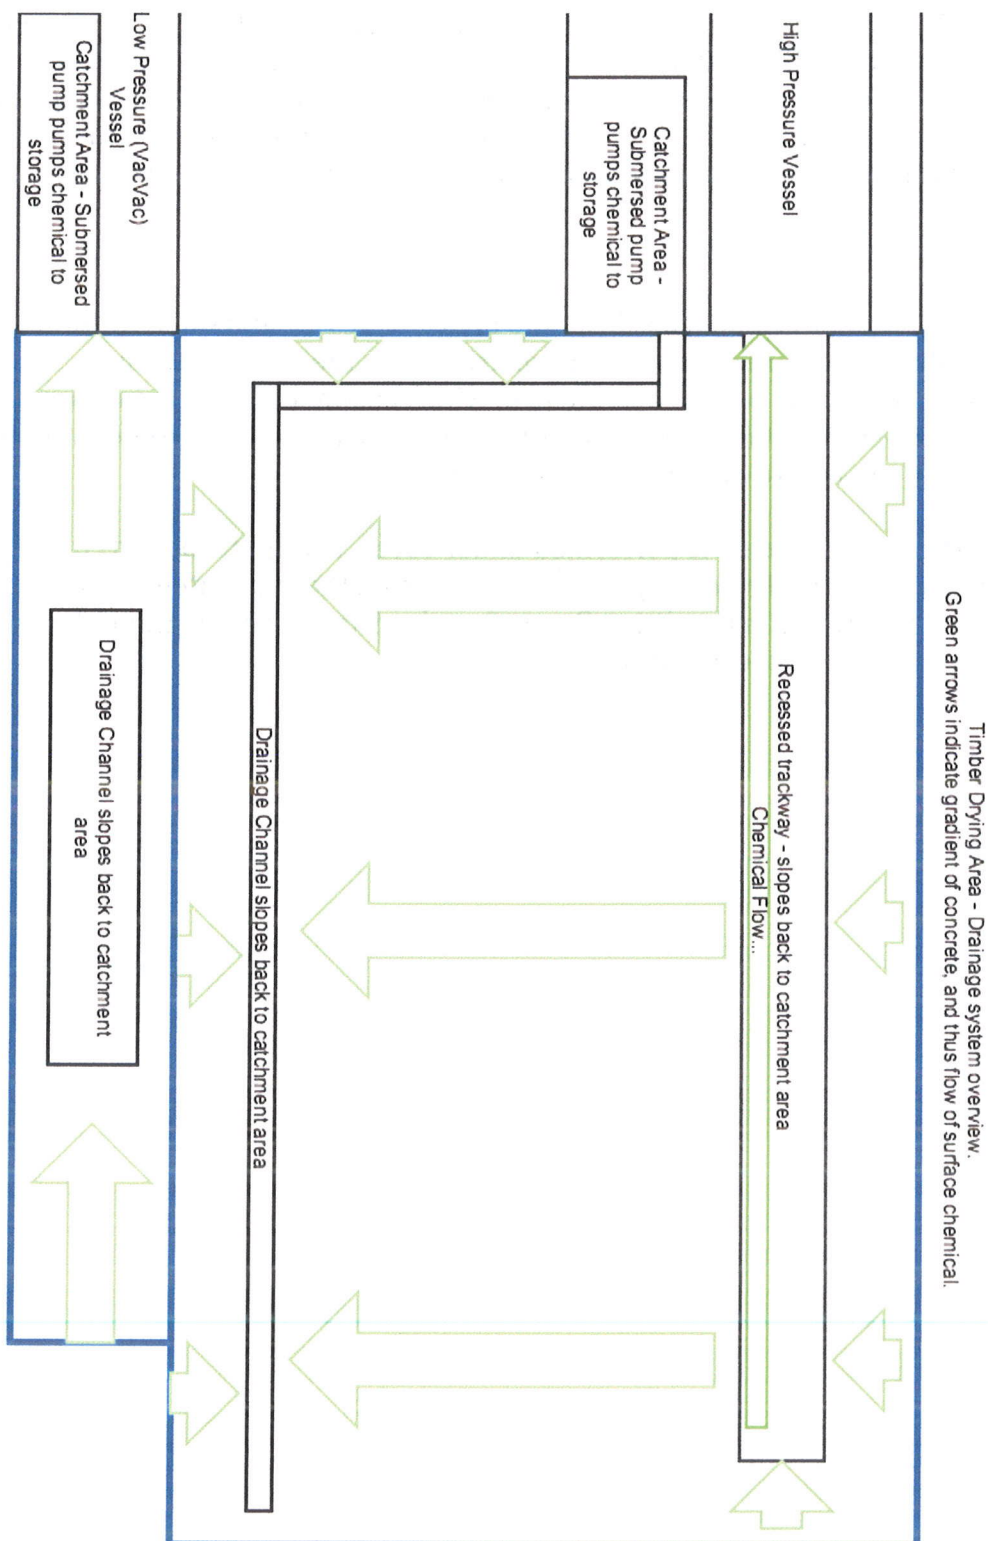 Timber Drying Area - Drainage system overview.
Green arrows indicate gradient of concrete, and thus flow of surface chemical.
High Pressure Vessel
Recessed trackway - slopes back to catchment area
Chemical Flow...
Catchment Area -
Submersed pump
pumps chemical to
storage
Drainage Channel slopes back to catchment area
Low Pressure (VacVac)
Vessel
Catchment Area - Submersed
pump pumps chemical to
storage
Drainage Channel slopes back to catchment
area